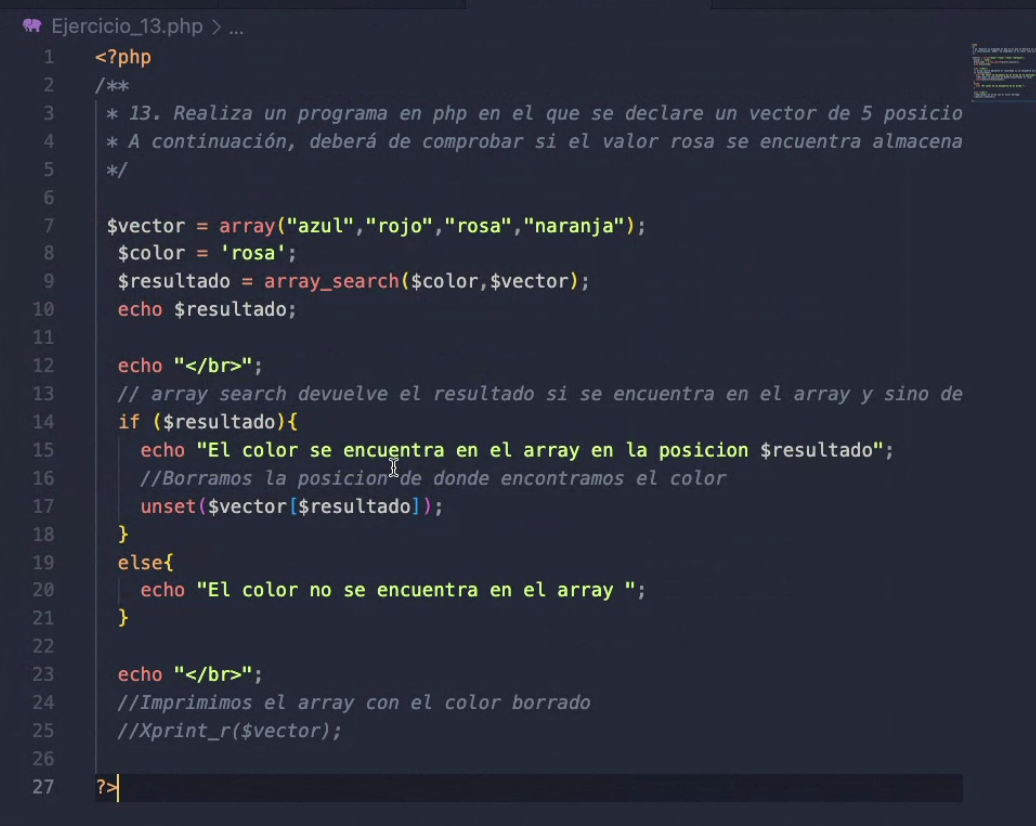 Ejercicio_13.php > ...
1 <?php
2 /**
3 * 13. Realiza un programa en php en el que se declare un vector de 5 posicio
4 * A continuación, deberá de comprobar si el valor rosa se encuentra almacena
5 */
6
7 $vector = array("azul","rojo","rosa","naranja");
8 $color = 'rosa';
9 $resultado = array_search($color,$vector);
10 echo $resultado;
11
12 echo "</br>";
13 // array search devuelve el resultado si se encuentra en el array y sino de
14 if ($resultado){
15 echo "El color se encuentra en el array en la posicion $resultado";
16 //Borramos la posicion de donde encontramos el color
17 unset($vector[$resultado]);
18 }
19 else{
20 echo "El color no se encuentra en el array ";
21 }
22
23 echo "</br>";
24 //Imprimimos el array con el color borrado
25 //Xprint_r($vector);
26
27 ?>